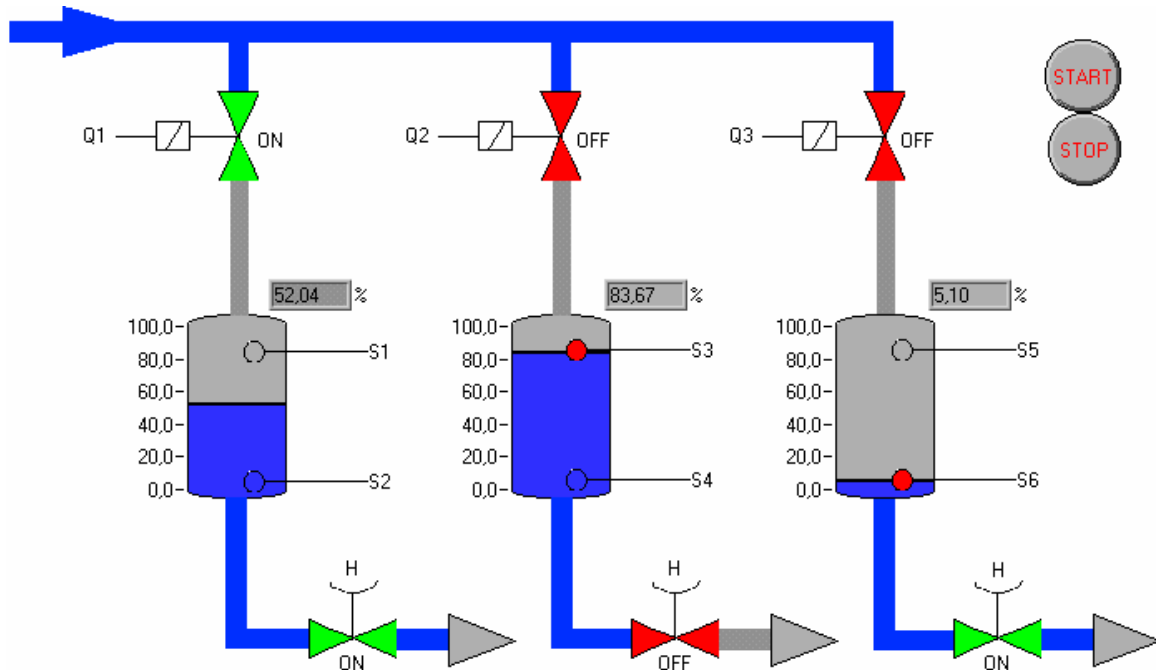 START
STOP
Q1 ON Q2 OFF Q3 OFF
52,04 % 83,67 % 5,10 %
100,0 100,0 100,0
80,0 S1 80,0 S3 80,0 S5
60,0 60,0 60,0
40,0 40,0 40,0
20,0 20,0 20,0
0,0 S2 0,0 S4 0,0 S6
H H H
ON OFF ON